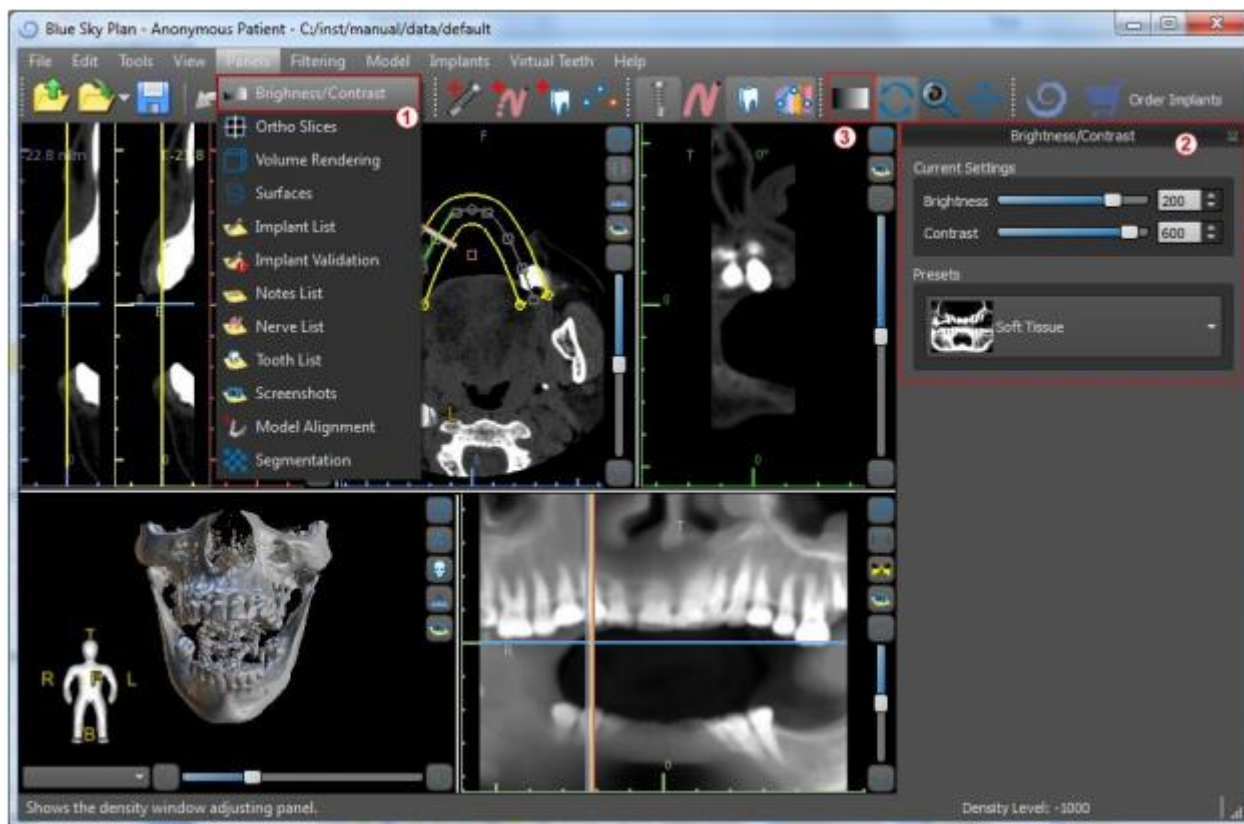 Blue Sky Plan - Anonymous Patient - C:/inst/manual/data/default
File Edit Tools View Panels Filtering Model Implants Virtual Teeth Help
Order Implants
Brighness/Contrast
1
Ortho Slices
Volume Rendering
Surfaces
Implant List
Implant Validation
Notes List
Nerve List
Tooth List
Screenshots
Model Alignment
Segmentation
F
T 0°
3
0
0
Brightness/Contrast 2
Current Settings
Brightness 200
Contrast 600
Presets
Soft Tissue
T
R F L
B
T
R
0
Shows the density window adjusting panel.
Density Level: -1000